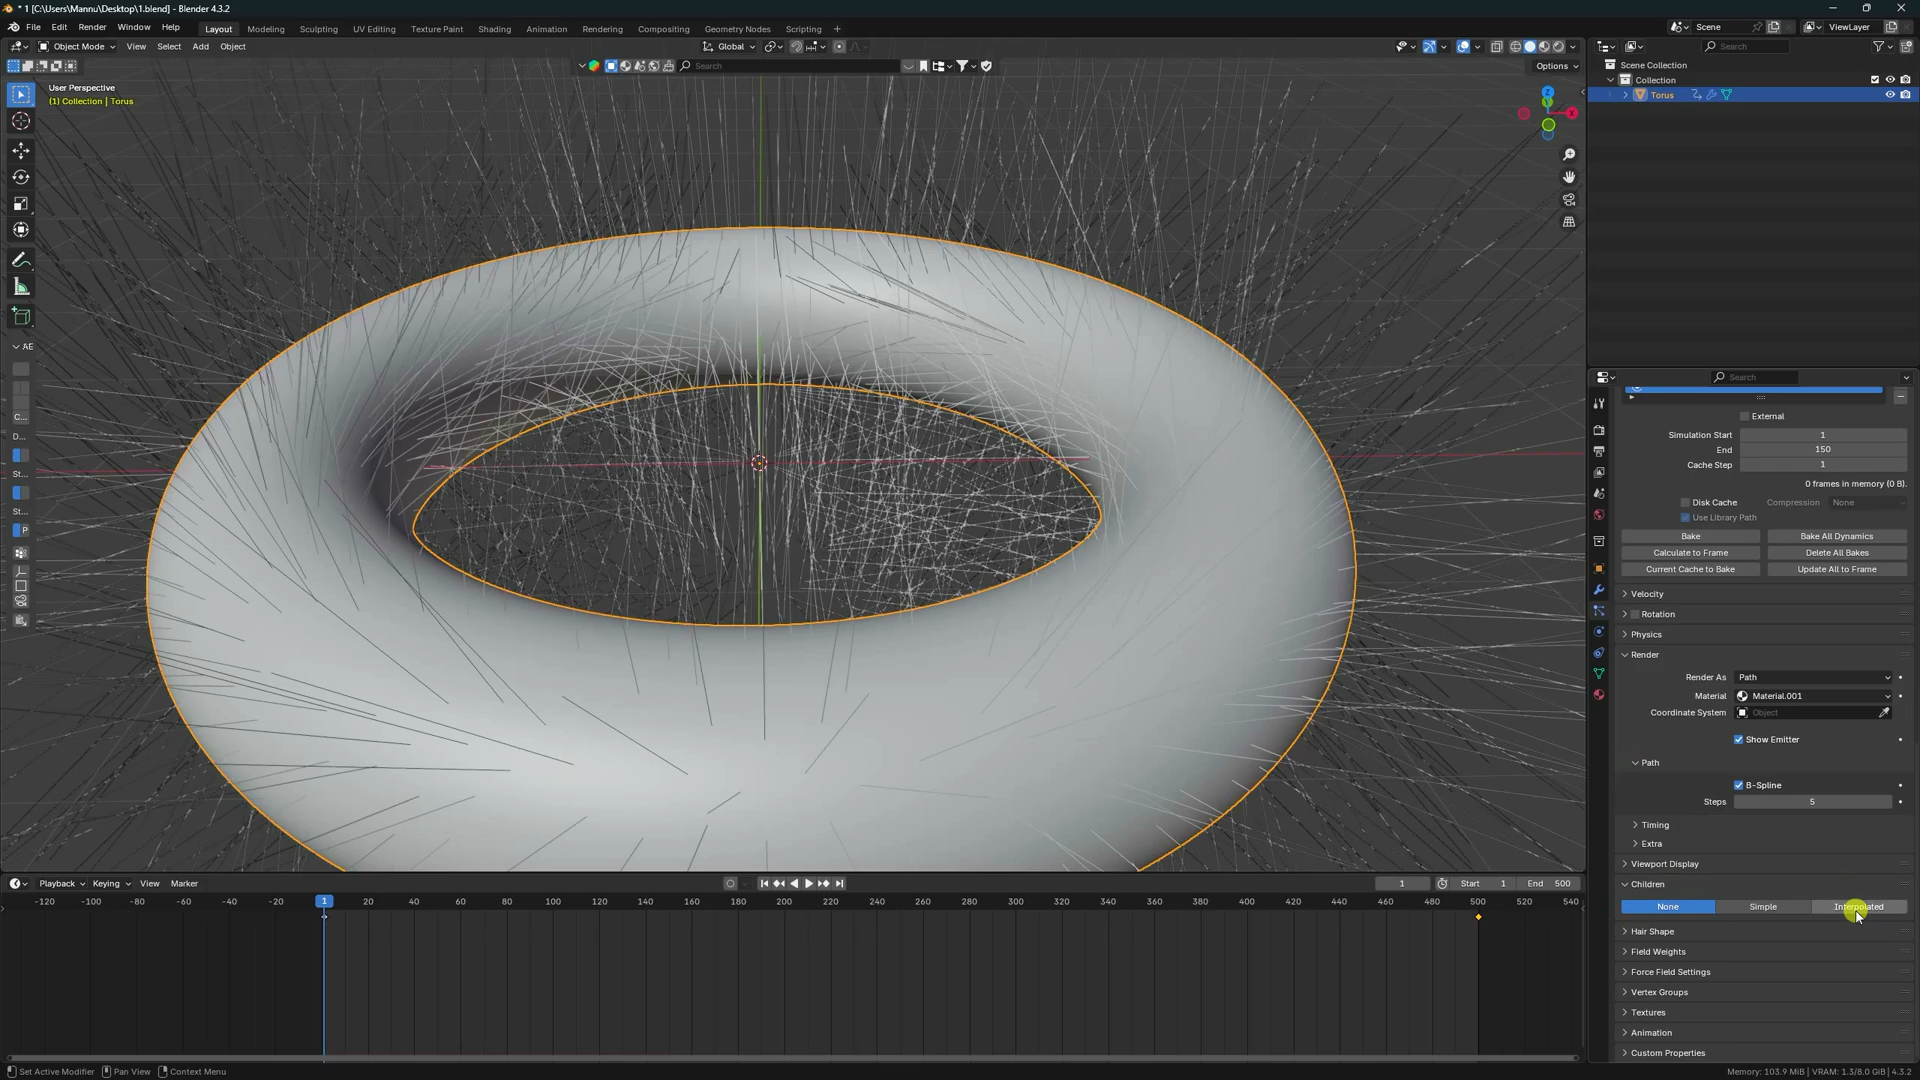 * 1 [C:\Users\Mannu\Desktop\1.blend] - Blender 4.3.2
File Edit Render Window Help Layout Modeling Sculpting UV Editing Texture Paint Shading Animation Rendering Compositing Geometry Nodes Scripting +
Scene ViewLayer
Object Mode View Select Add Object Global Search
Search Options
User Perspective
(1) Collection | Torus
Scene Collection
Collection
Torus
Z
X
AE
C...
D...
St...
St...
P
Search
External
Simulation Start 1
End 150
Cache Step 1
0 frames in memory (0 B).
Disk Cache Compression None
Use Library Path
Bake Bake All Dynamics
Calculate to Frame Delete All Bakes
Current Cache to Bake Update All to Frame
Velocity
Rotation
Physics
Render
Render As Path
Material Material.001
Coordinate System Object
Show Emitter
Path
B-Spline
Steps 5
Timing
Extra
Viewport Display
Children
None Simple Interpolated
Hair Shape
Field Weights
Force Field Settings
Vertex Groups
Textures
Animation
Custom Properties
Playback Keying View Marker 1 Start 1 End 500
-120 -100 -80 -60 -40 -20 1 20 40 60 80 100 120 140 160 180 200 220 240 260 280 300 320 340 360 380 400 420 440 460 480 500 520 540
Set Active Modifier Pan View Context Menu Memory: 103.9 MiB | VRAM: 1.3/8.0 GiB | 4.3.2